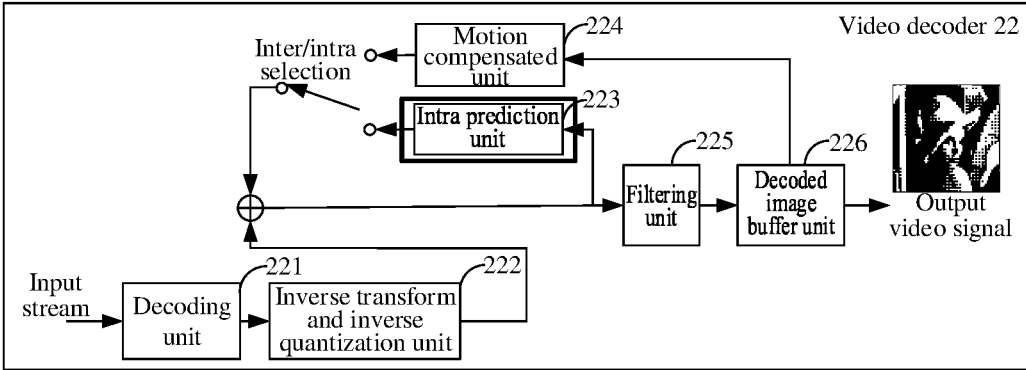 Video decoder 22
224
Motion
compensated
unit
Inter/intra
selection
223
Intra prediction
unit
225
Filtering
unit
226
Decoded
image
buffer unit
Output
video signal
Input
stream
221
Decoding
unit
222
Inverse transform
and inverse
quantization unit